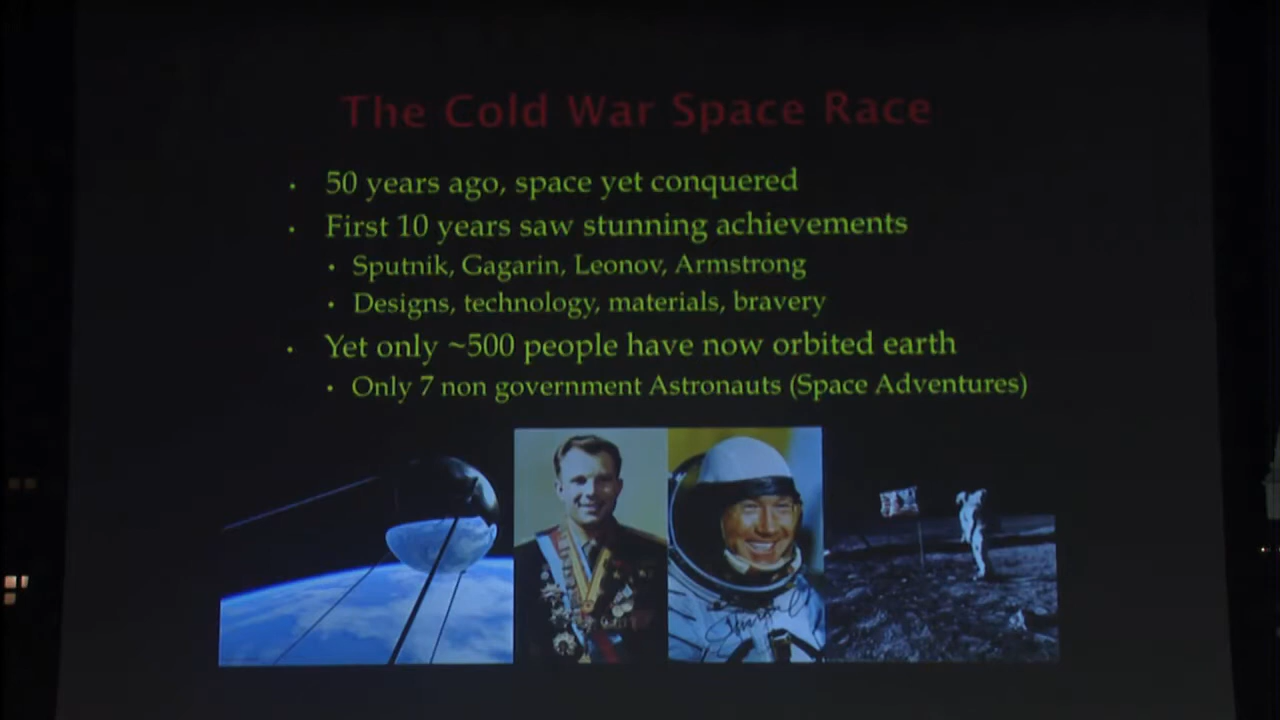 The Cold War Space Race
• 50 years ago, space yet conquered
• First 10 years saw stunning achievements
• Sputnik, Gagarin, Leonov, Armstrong
• Designs, technology, materials, bravery
• Yet only ~500 people have now orbited earth
• Only 7 non government Astronauts (Space Adventures)